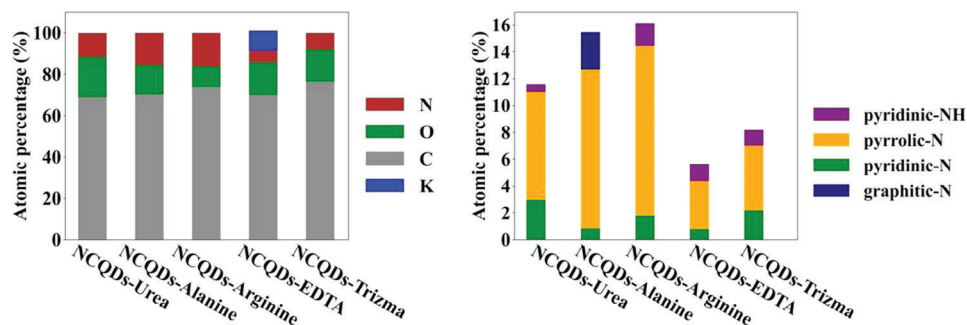 Atomic percentage (%)
100
80
60
40
20
0
NCQDs-Urea
NCQDs-Alanine
NCQDs-Arginine
NCQDs-EDTA
NCQDs-Trizma
N
O
C
K
Atomic percentage (%)
16
14
12
10
8
6
4
2
0
NCQDs-Urea
NCQDs-Alanine
NCQDs-Arginine
NCQDs-EDTA
NCQDs-Trizma
pyridinic-NH
pyrrolic-N
pyridinic-N
graphitic-N